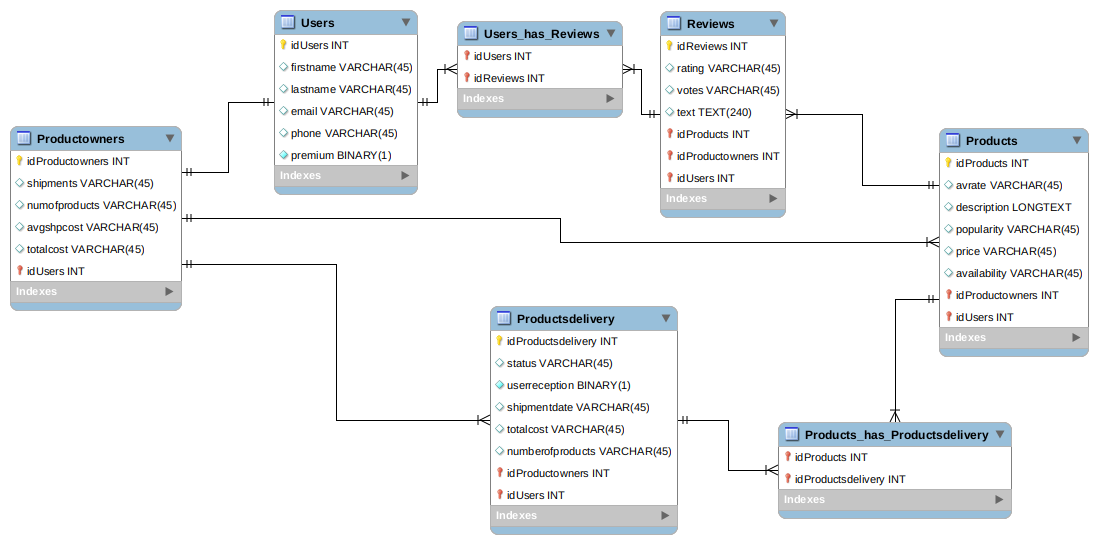 Users
idUsers INT
firstname VARCHAR(45)
lastname VARCHAR(45)
email VARCHAR(45)
phone VARCHAR(45)
premium BINARY(1)
Indexes
Users_has_Reviews
idUsers INT
idReviews INT
Indexes
Reviews
idReviews INT
rating VARCHAR(45)
votes VARCHAR(45)
text TEXT(240)
idProducts INT
idProductowners INT
idUsers INT
Indexes
Productowners
idProductowners INT
shipments VARCHAR(45)
numofproducts VARCHAR(45)
avgshpcost VARCHAR(45)
totalcost VARCHAR(45)
idUsers INT
Indexes
Products
idProducts INT
avrate VARCHAR(45)
description LONGTEXT
popularity VARCHAR(45)
price VARCHAR(45)
availability VARCHAR(45)
idProductowners INT
idUsers INT
Indexes
Productsdelivery
idProductsdelivery INT
status VARCHAR(45)
userreception BINARY(1)
shipmentdate VARCHAR(45)
totalcost VARCHAR(45)
numberofproducts VARCHAR(45)
idProductowners INT
idUsers INT
Indexes
Products_has_Productsdelivery
idProducts INT
idProductsdelivery INT
Indexes